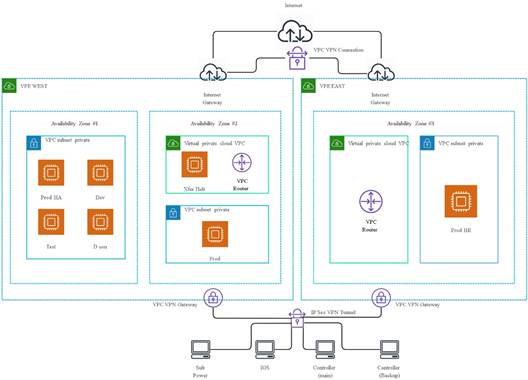 Internet
VPC VPN Connection
VPE WEST
Internet
Gateway
VPE EAST
Internet
Gateway
Availability Zone #1
VPC subnet private
Prod HA
Dev
Test
Availability Zone #2
Virtual private cloud VPC
Xfer Hub
VPC
Router
VPC subnet private
Prod
Availability Zone #3
Virtual private cloud VPC
VPC
Router
VPC subnet private
Prod HR
VPC VPN Gateway
IP Sec VPN Tunnel
VPC VPN Gateway
Sub
Power
IOS
Controller
(main)
Controller
(Backup)